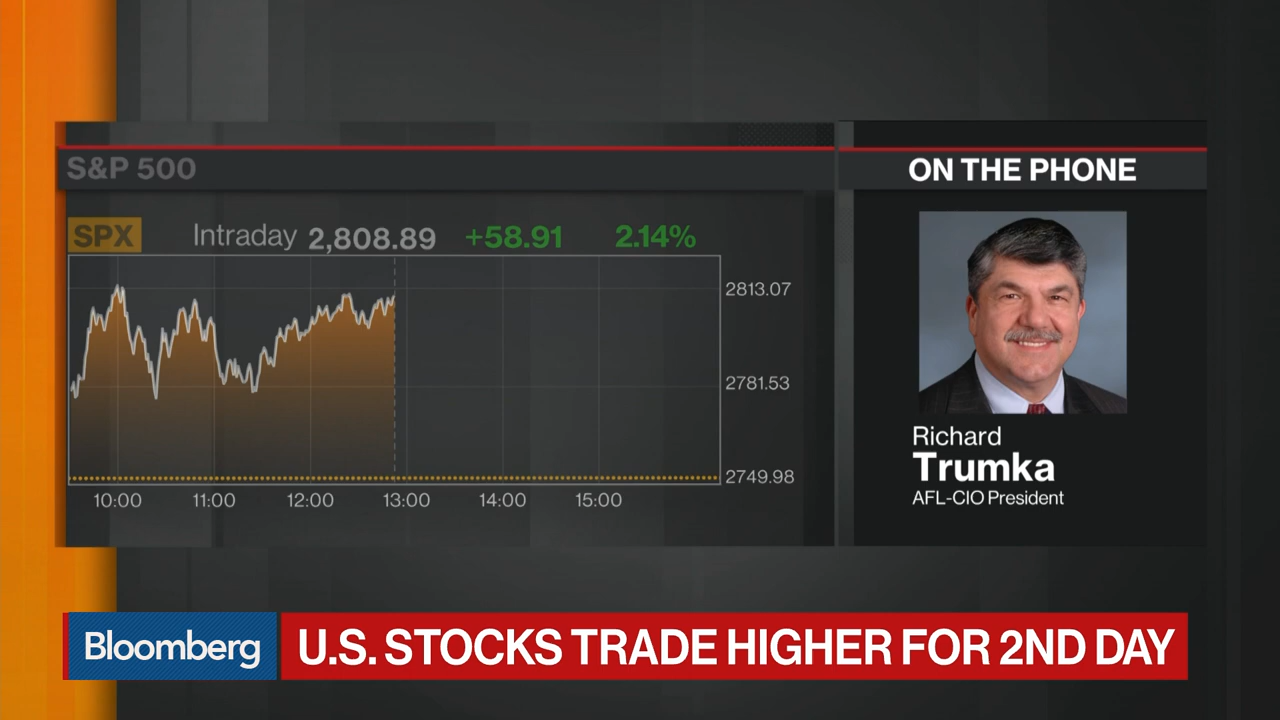 S&P 500
SPX Intraday 2,808.89 +58.91 2.14%
2813.07
2781.53
2749.98
10:00 11:00 12:00 13:00 14:00 15:00
ON THE PHONE
Richard
Trumka
AFL-CIO President
Bloomberg
U.S. STOCKS TRADE HIGHER FOR 2ND DAY